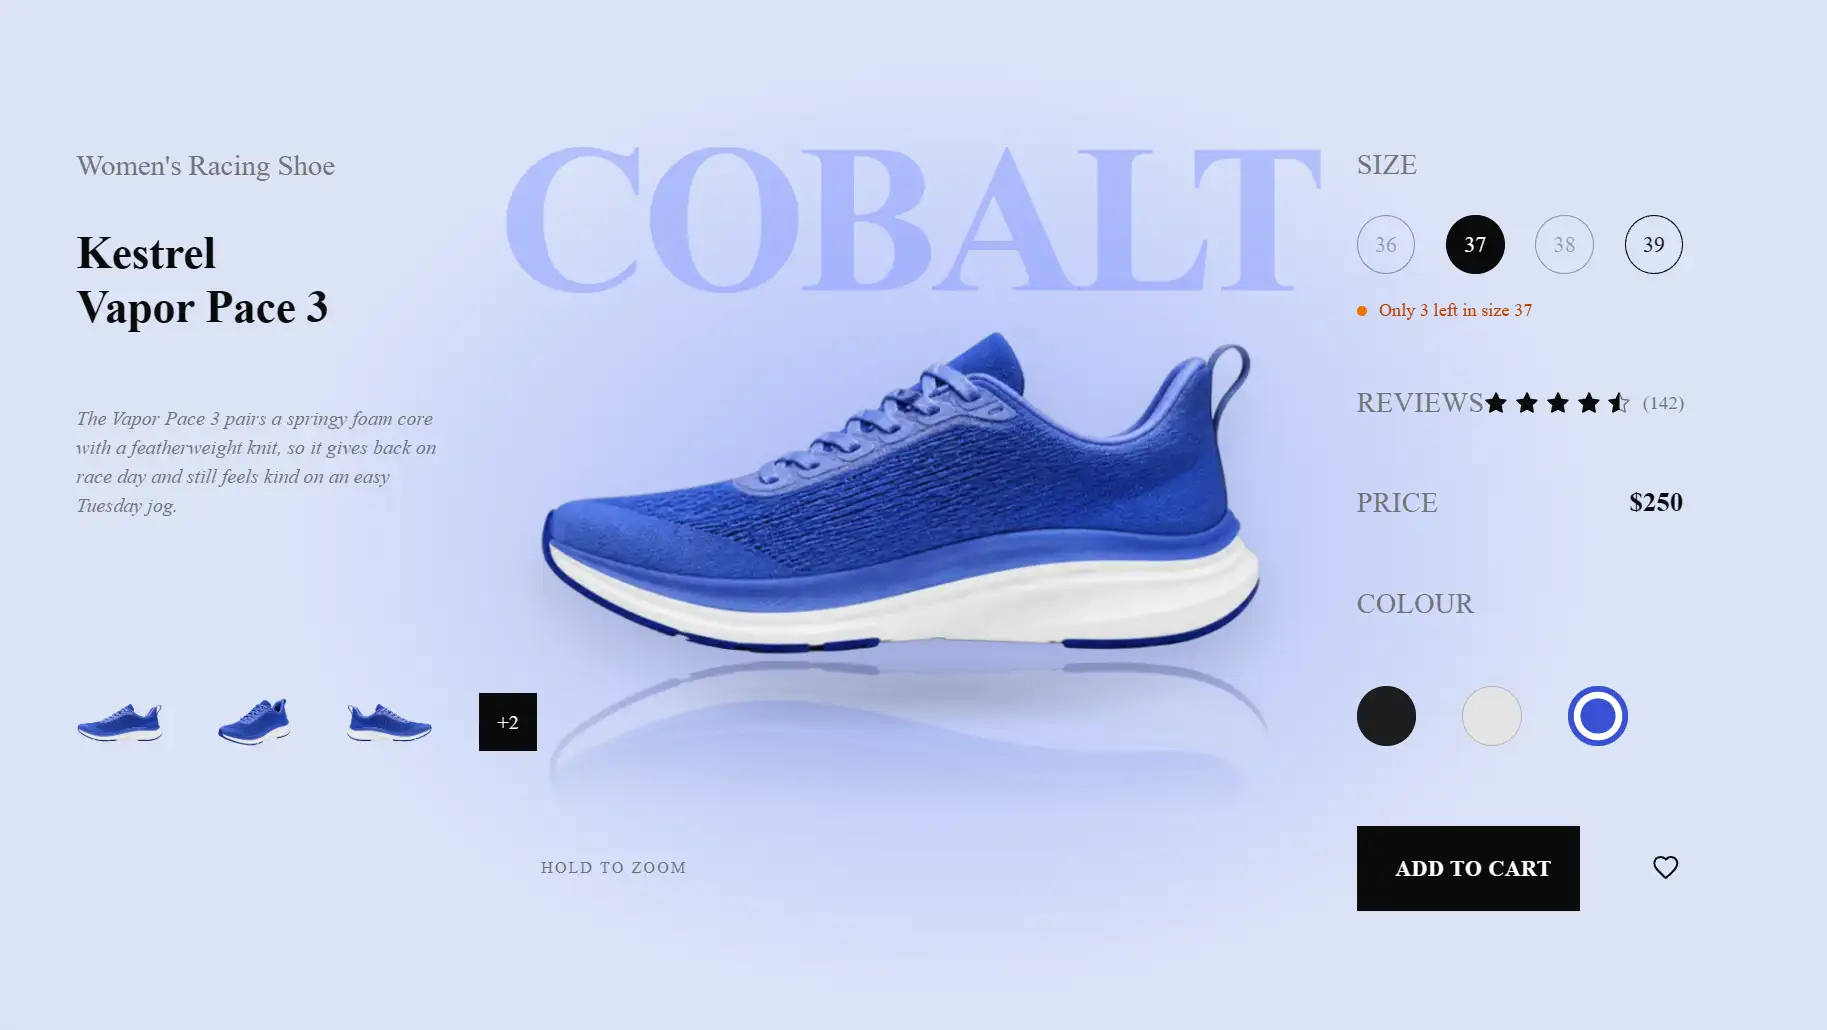 Women's Racing Shoe
Kestrel
Vapor Pace 3
The Vapor Pace 3 pairs a springy foam core
with a featherweight knit, so it gives back on
race day and still feels kind on an easy
Tuesday jog.
+2
COBALT
HOLD TO ZOOM
SIZE
36 37 38 39
Only 3 left in size 37
REVIEWS (142)
PRICE $250
COLOUR
ADD TO CART